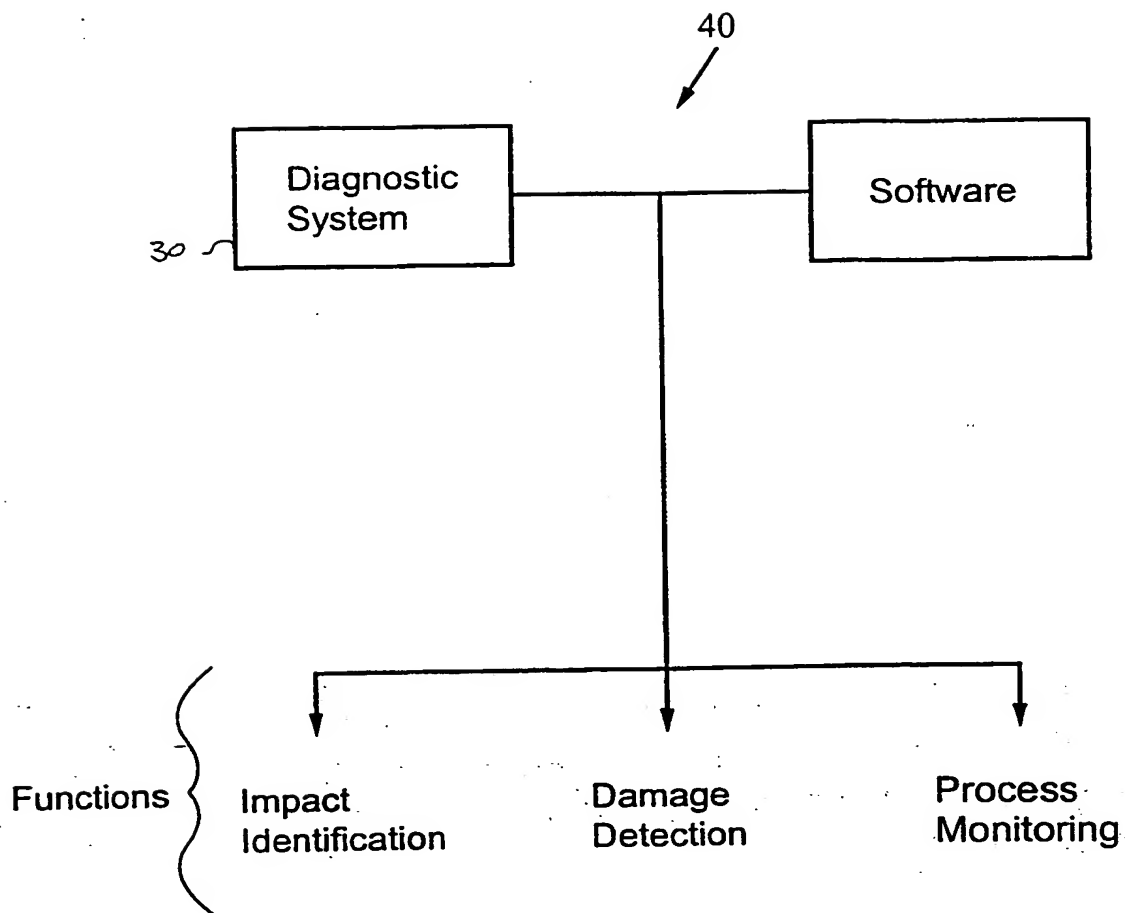 40
Diagnostic
System
Software
30
Functions
Impact
Identification
Damage
Detection
Process
Monitoring